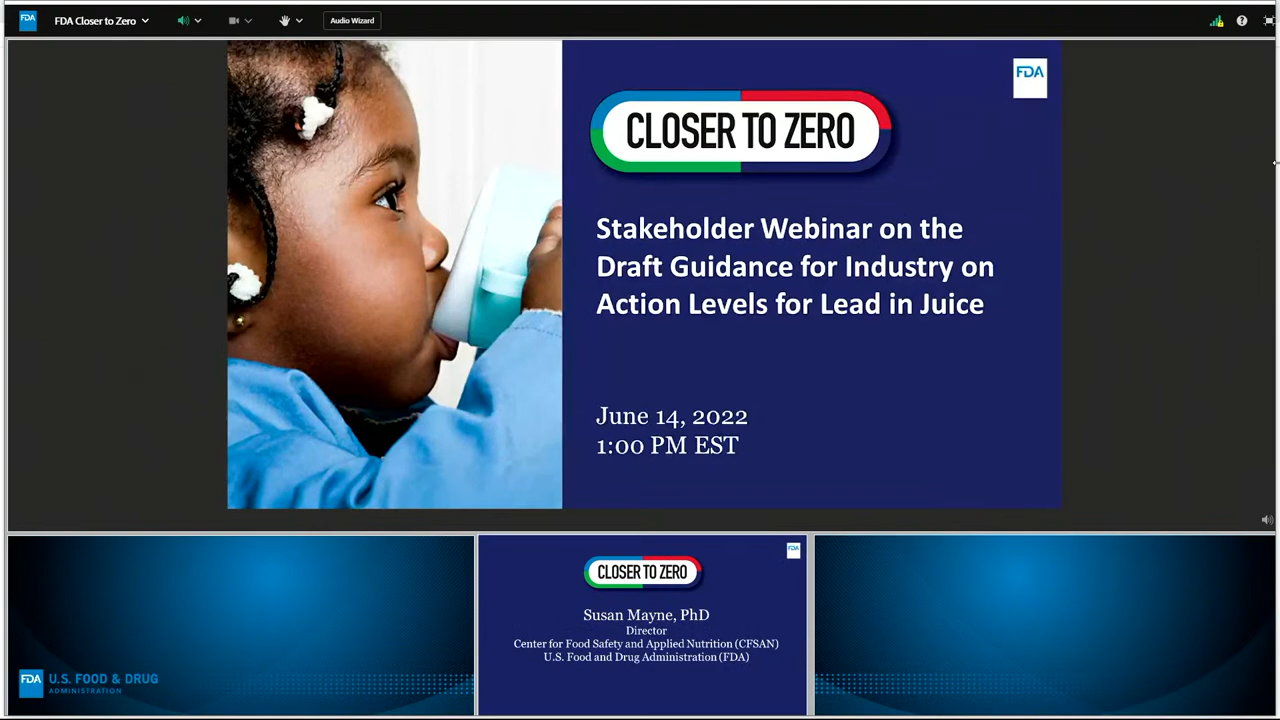 FDA
FDA Closer to Zero
Audio Wizard
FDA
CLOSER TO ZERO
Stakeholder Webinar on the
Draft Guidance for Industry on
Action Levels for Lead in Juice
June 14, 2022
1:00 PM EST
FDA
CLOSER TO ZERO
Susan Mayne, PhD
Director
Center for Food Safety and Applied Nutrition (CFSAN)
U.S. Food and Drug Administration (FDA)
FDA
U.S. FOOD & DRUG
ADMINISTRATION